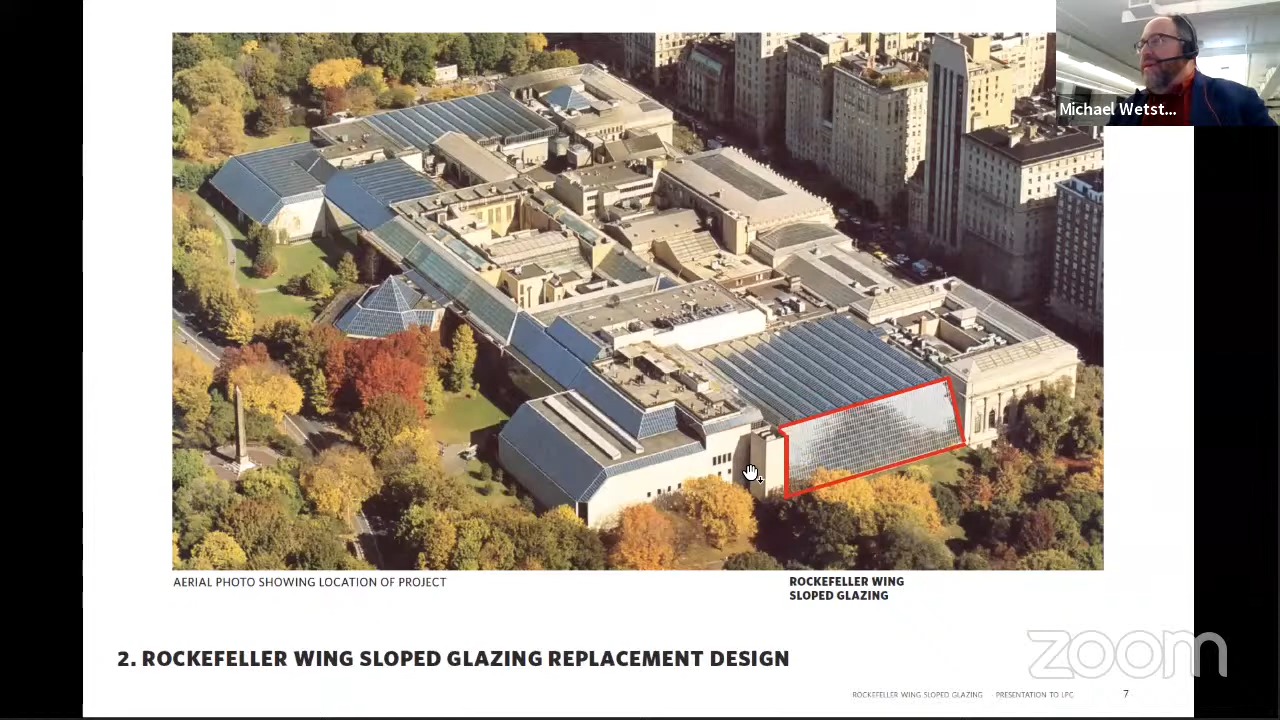 Michael Wetst...
AERIAL PHOTO SHOWING LOCATION OF PROJECT
ROCKEFELLER WING
SLOPED GLAZING
2. ROCKEFELLER WING SLOPED GLAZING REPLACEMENT DESIGN
zoom
ROCKEFELLER WING SLOPED GLAZING PRESENTATION TO LPC 7